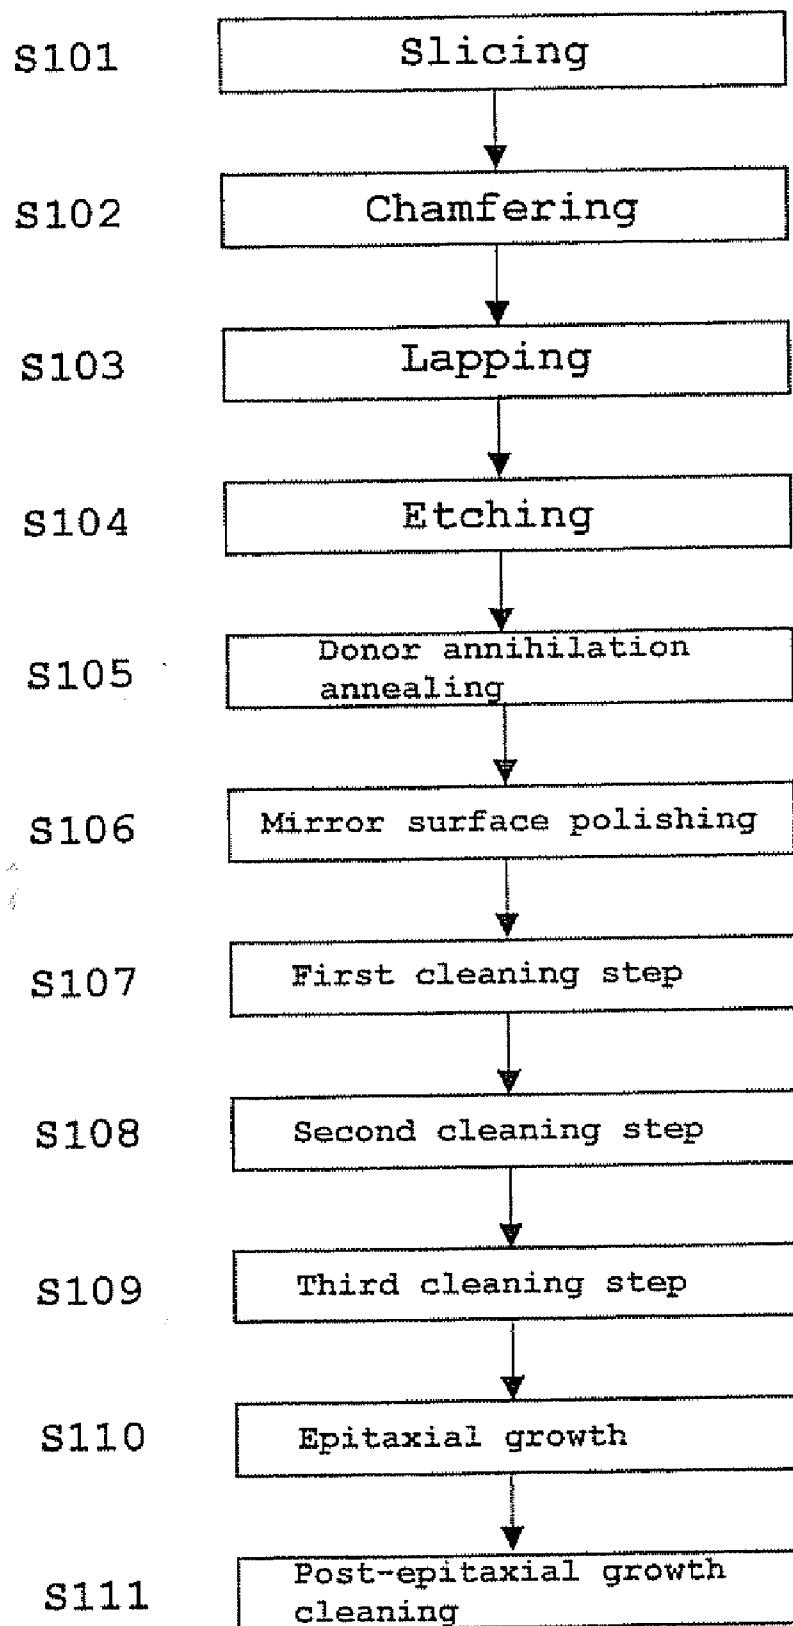 S101 Slicing
S102 Chamfering
S103 Lapping
S104 Etching
S105 Donor annihilation
annealing
S106 Mirror surface polishing
S107 First cleaning step
S108 Second cleaning step
S109 Third cleaning step
S110 Epitaxial growth
S111 Post-epitaxial growth
cleaning